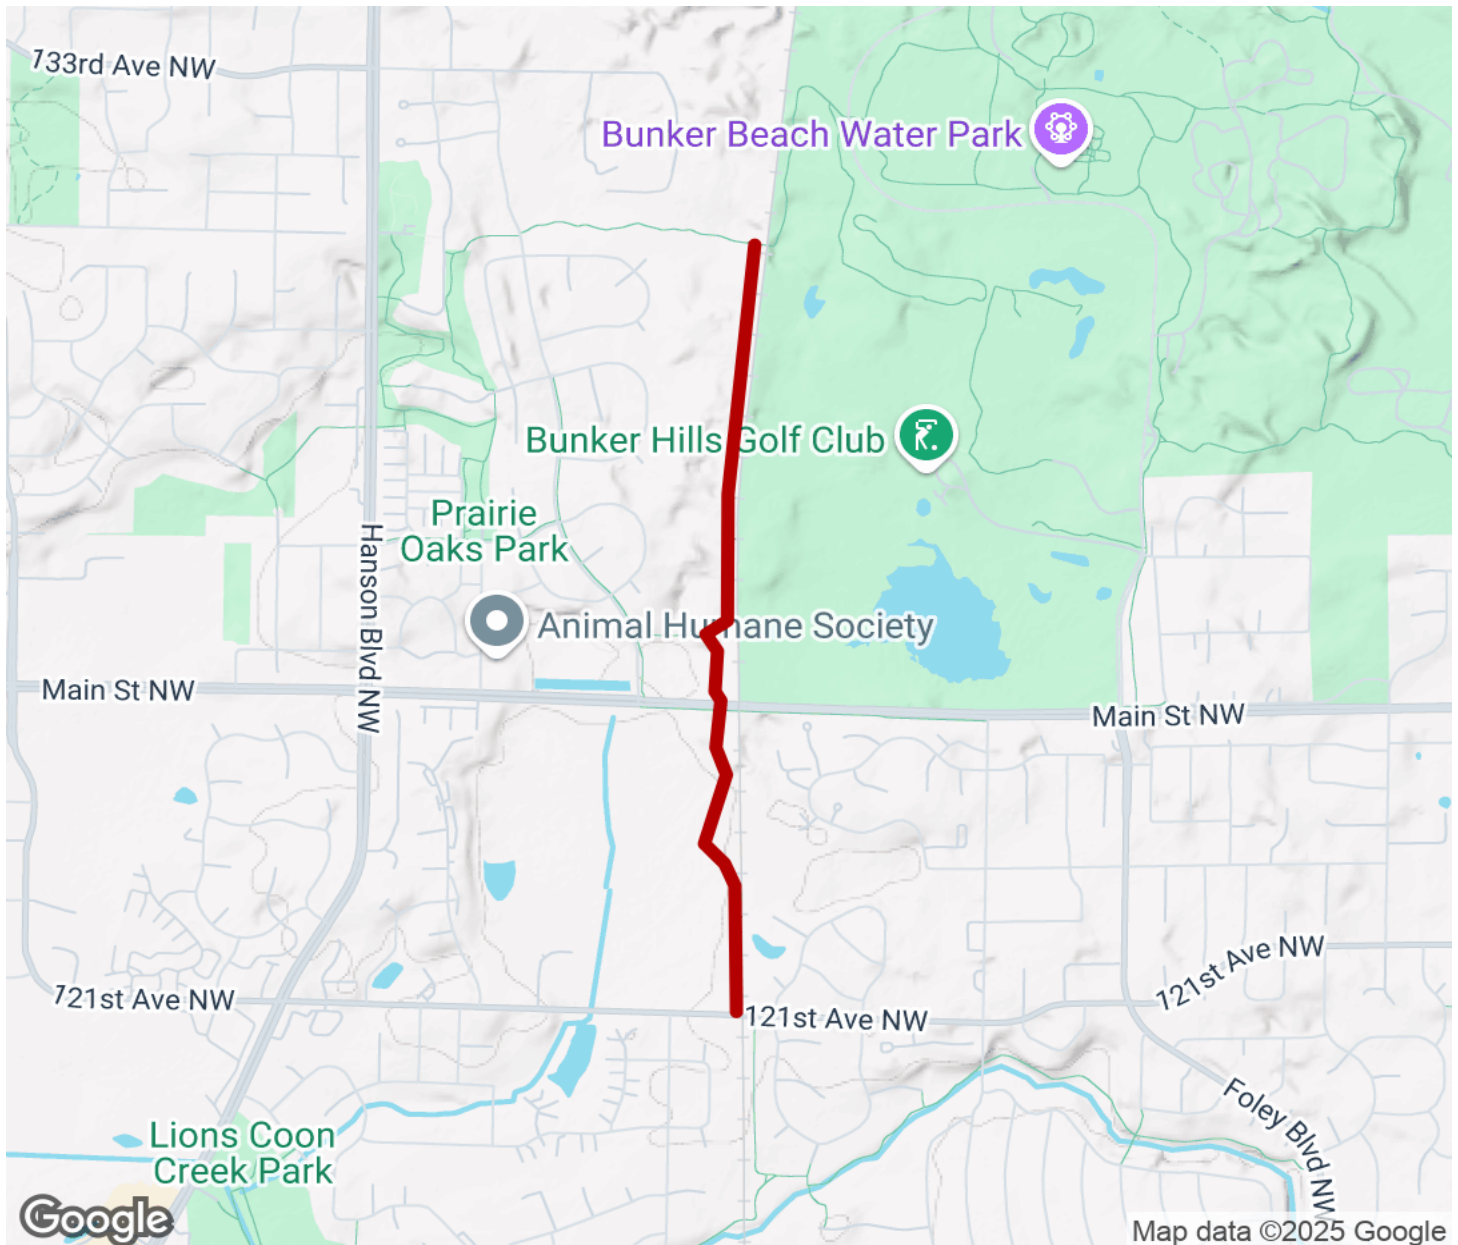 133rd Ave NW
Bunker Beach Water Park
Bunker Hills Golf Club
Prairie
Oaks Park
Hanson Blvd NW
Animal Humane Society
Main St NW
Main St NW
121st Ave NW
121st Ave NW
121st Ave NW
Foley Blvd NW
Lions Coon
Creek Park
Google
Map data ©2025 Google